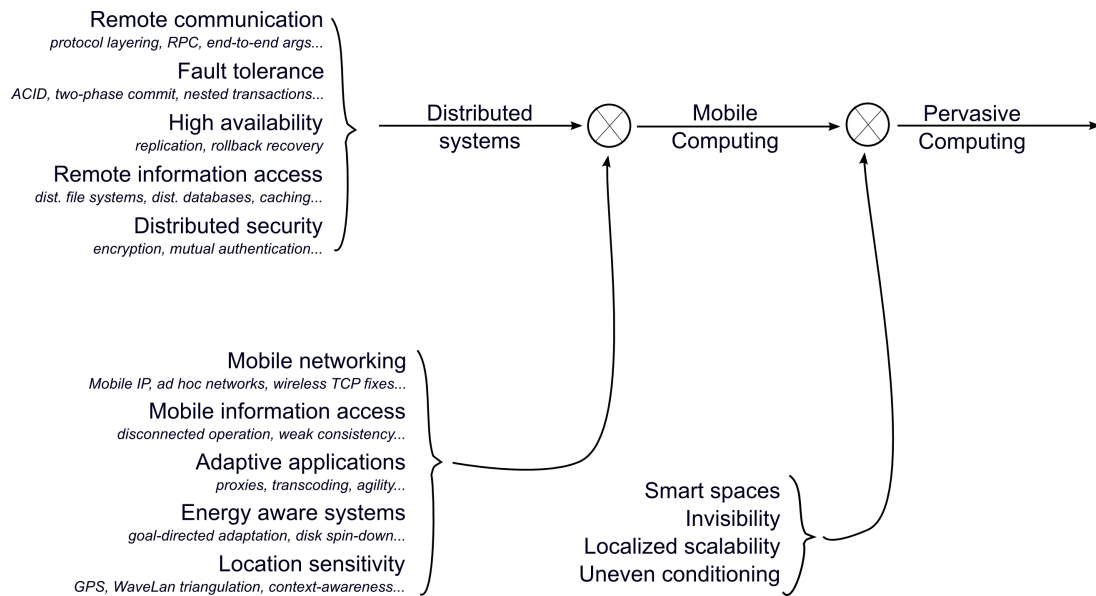 Remote communication
protocol layering, RPC, end-to-end args...
Fault tolerance
ACID, two-phase commit, nested transactions...
High availability
replication, rollback recovery
Remote information access
dist. file systems, dist. databases, caching...
Distributed security
encryption, mutual authentication...
Distributed
systems
Mobile
Computing
Pervasive
Computing
Mobile networking
Mobile IP, ad hoc networks, wireless TCP fixes...
Mobile information access
disconnected operation, weak consistency...
Adaptive applications
proxies, transcoding, agility...
Energy aware systems
goal-directed adaptation, disk spin-down...
Location sensitivity
GPS, WaveLan triangulation, context-awareness...
Smart spaces
Invisibility
Localized scalability
Uneven conditioning